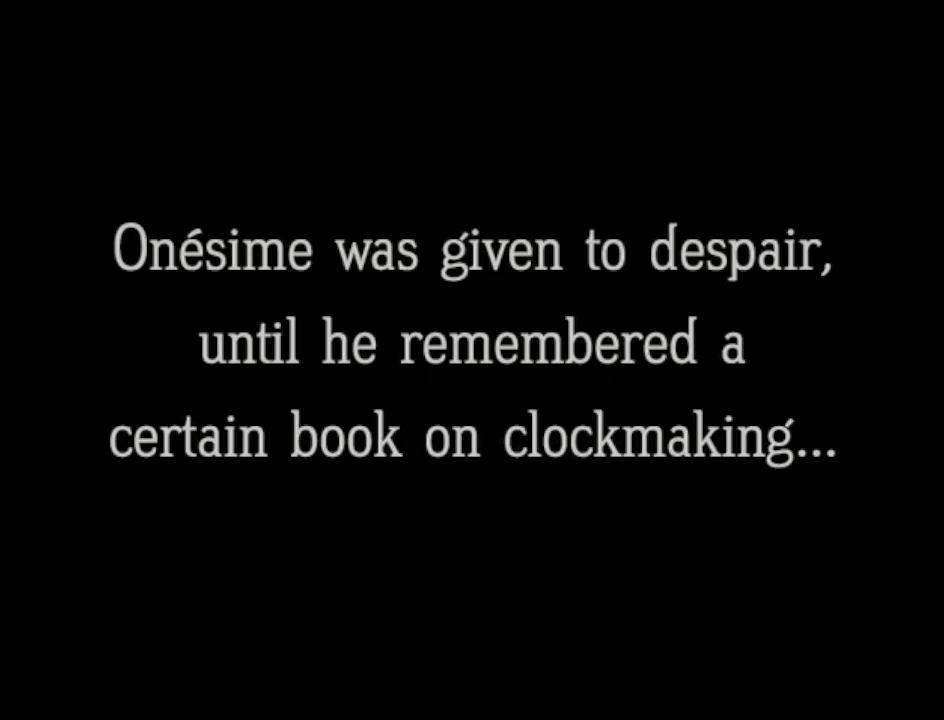 Onésime was given to despair,
until he remembered a
certain book on clockmaking...